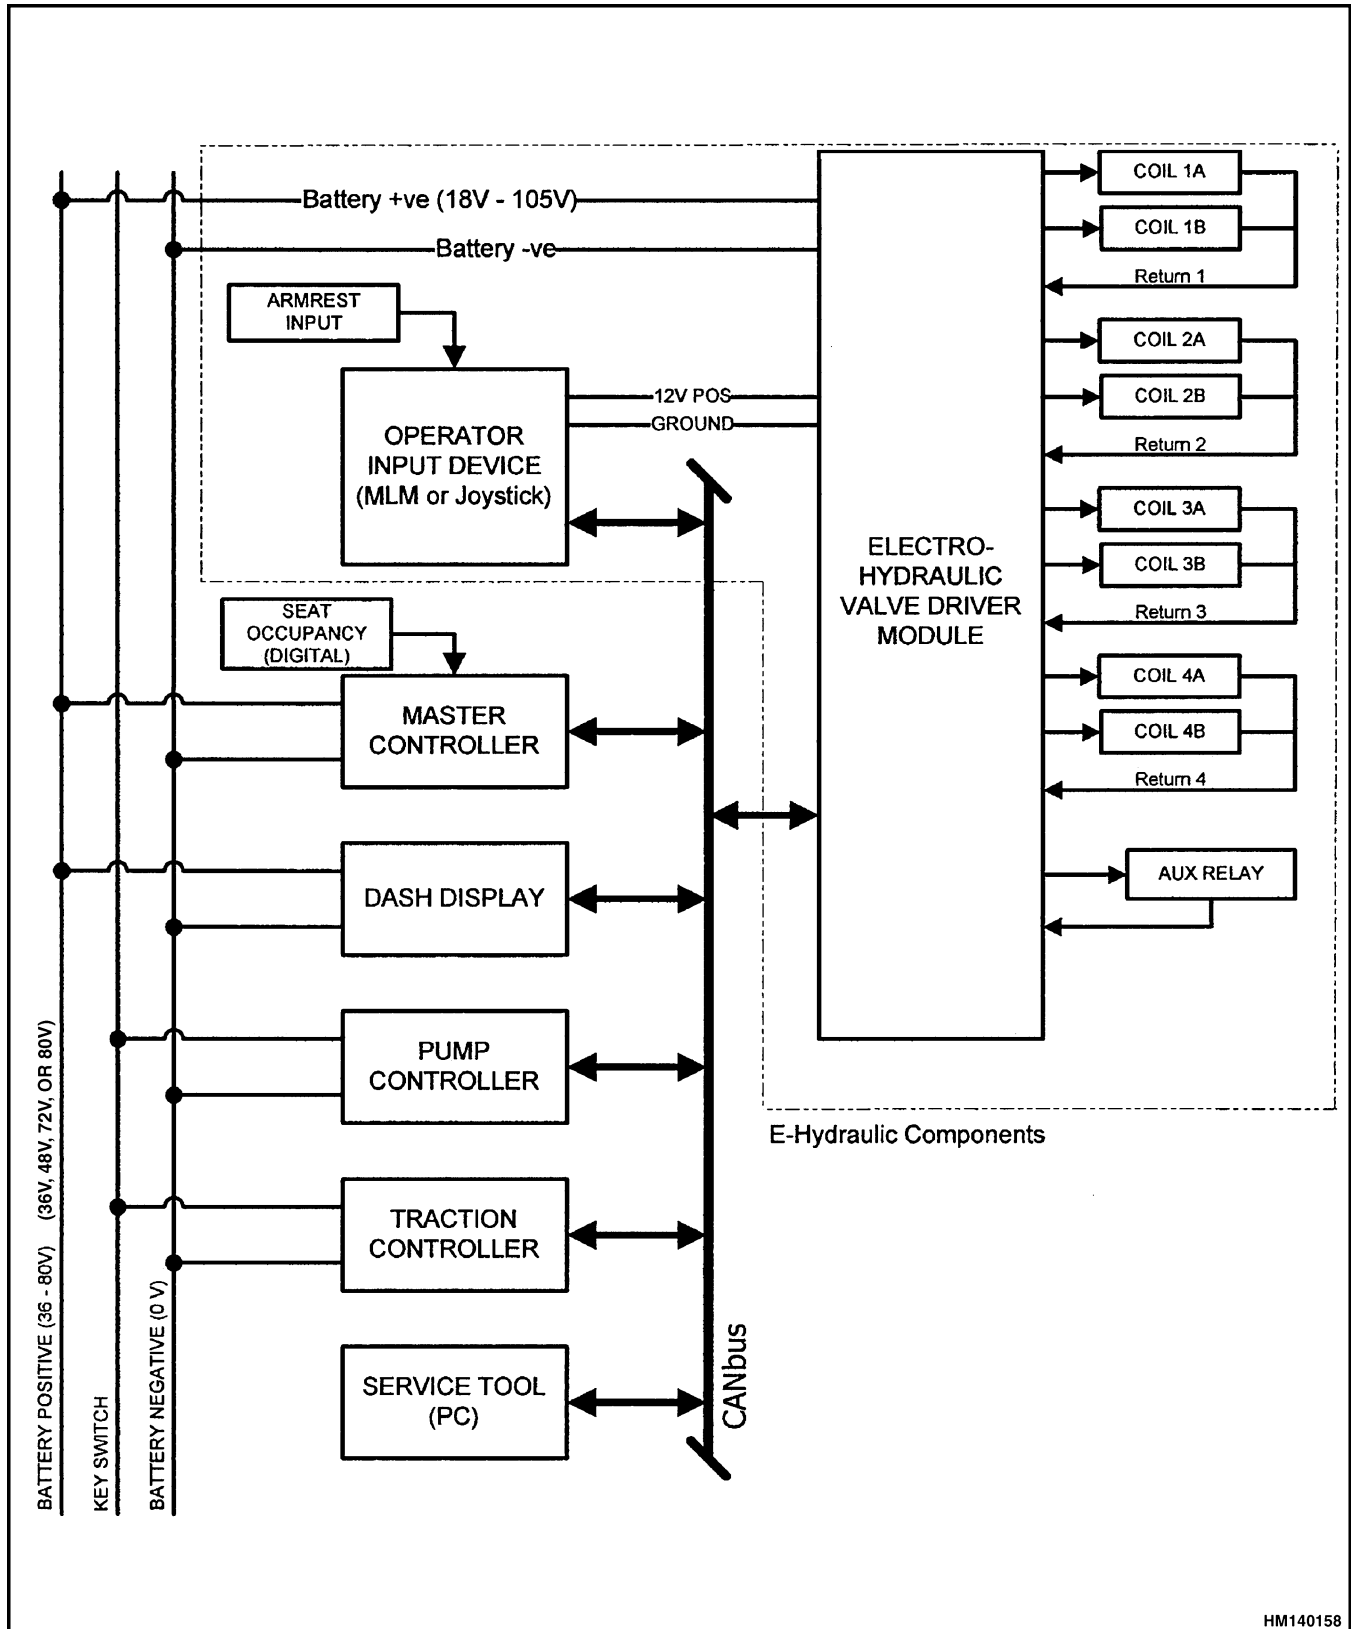 Battery +ve (18V - 105V)
Battery -ve
ARMREST
INPUT
12V POS
GROUND
OPERATOR
INPUT DEVICE
(MLM or Joystick)
SEAT
OCCUPANCY
(DIGITAL)
MASTER
CONTROLLER
DASH DISPLAY
PUMP
CONTROLLER
TRACTION
CONTROLLER
SERVICE TOOL
(PC)
CANbus
ELECTRO-
HYDRAULIC
VALVE DRIVER
MODULE
COIL 1A
COIL 1B
Return 1
COIL 2A
COIL 2B
Return 2
COIL 3A
COIL 3B
Return 3
COIL 4A
COIL 4B
Return 4
AUX RELAY
E-Hydraulic Components
BATTERY POSITIVE (36 - 80V) (36V, 48V, 72V, OR 80V)
KEY SWITCH
BATTERY NEGATIVE (0 V)
HM140158